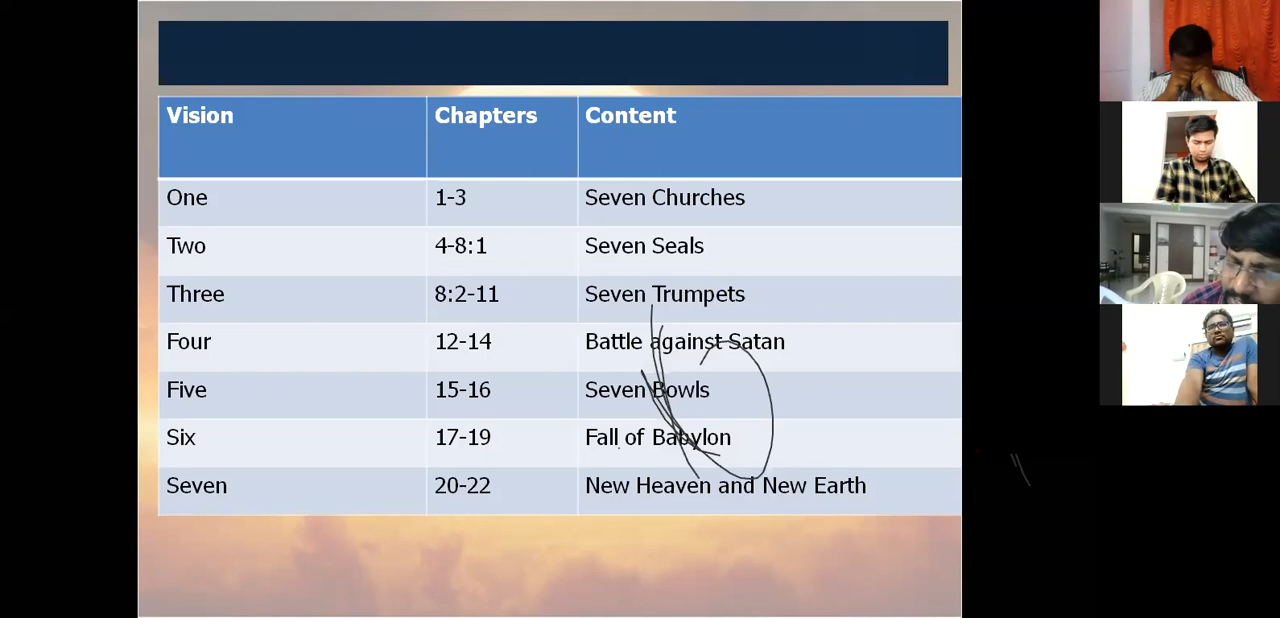 Vision Chapters Content
One 1-3 Seven Churches
Two 4-8:1 Seven Seals
Three 8:2-11 Seven Trumpets
Four 12-14 Battle against Satan
Five 15-16 Seven Bowls
Six 17-19 Fall of Babylon
Seven 20-22 New Heaven and New Earth